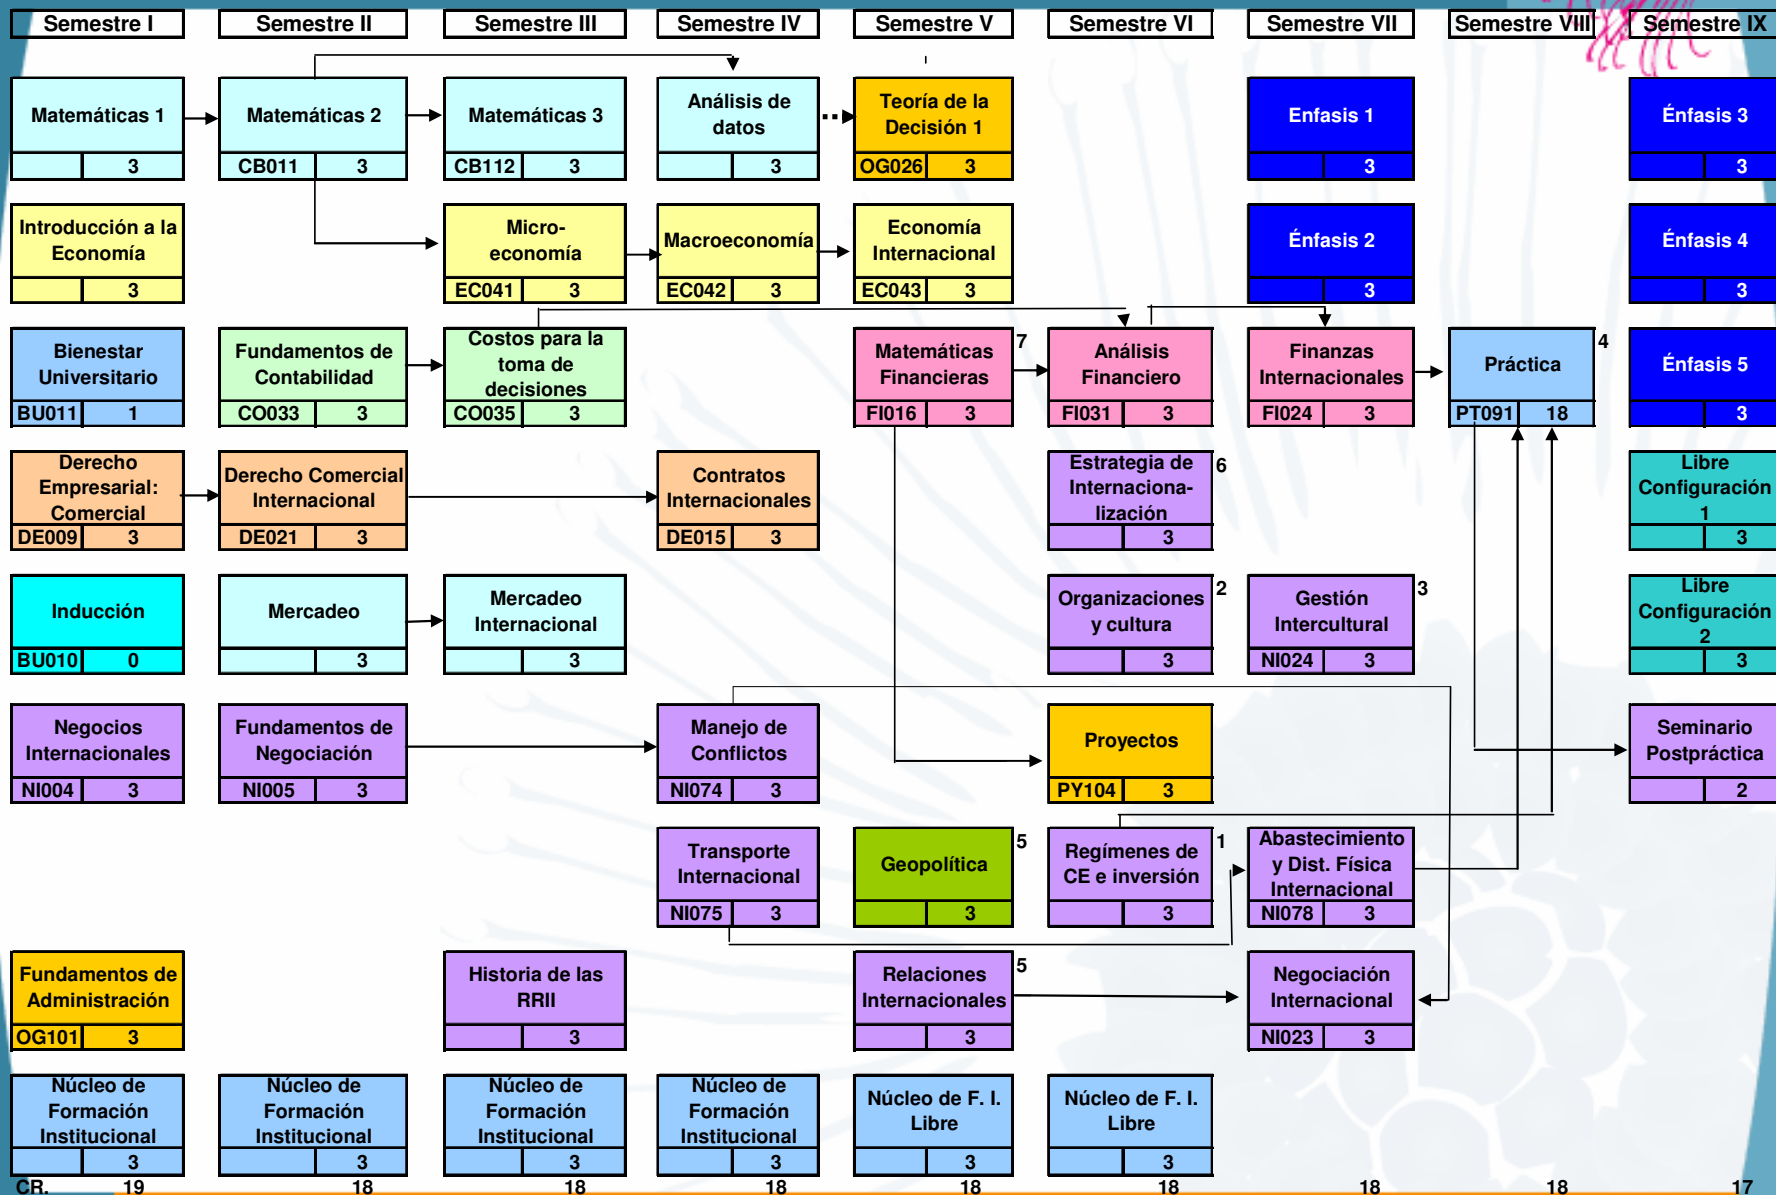 Semestre I Semestre II Semestre III Semestre IV Semestre V Semestre VI Semestre VII Semestre VIII Semestre IX
Matemáticas 1
3
Matemáticas 2
CB011 3
Matemáticas 3
CB112 3
Análisis de
datos
3
Teoría de la
Decisión 1
OG026 3
Enfasis 1
3
Énfasis 3
3
Introducción a la
Economía
3
Micro-
economía
EC041 3
Macroeconomía
EC042 3
Economía
Internacional
EC043 3
Énfasis 2
3
Énfasis 4
3
Bienestar
Universitario
BU011 1
Fundamentos de
Contabilidad
CO033 3
Costos para la
toma de
decisiones
CO035 3
Matemáticas
Financieras
7
FI016 3
Análisis
Financiero
FI031 3
Finanzas
Internacionales
FI024 3
Práctica
4
PT091 18
Énfasis 5
3
Derecho
Empresarial:
Comercial
DE009 3
Derecho Comercial
Internacional
DE021 3
Contratos
Internacionales
DE015 3
Estrategia de
Internaciona-
lización
6
3
Libre
Configuración
1
3
Inducción
BU010 0
Mercadeo
3
Mercadeo
Internacional
3
Organizaciones
y cultura
2
3
Gestión
Intercultural
3
NI024 3
Libre
Configuración
2
3
Negocios
Internacionales
NI004 3
Fundamentos de
Negociación
NI005 3
Manejo de
Conflictos
NI074 3
Proyectos
PY104 3
Seminario
Postpráctica
2
Transporte
Internacional
NI075 3
Geopolítica
5
3
Regímenes de
CE e inversión
1
3
Abastecimiento
y Dist. Física
Internacional
NI078 3
Fundamentos de
Administración
OG101 3
Historia de las
RRII
3
Relaciones
Internacionales
5
3
Negociación
Internacional
NI023 3
Núcleo de
Formación
Institucional
3
Núcleo de
Formación
Institucional
3
Núcleo de
Formación
Institucional
3
Núcleo de
Formación
Institucional
3
Núcleo de F. I.
Libre
3
Núcleo de F. I.
Libre
3
CR. 19 18 18 18 18 18 18 18 17